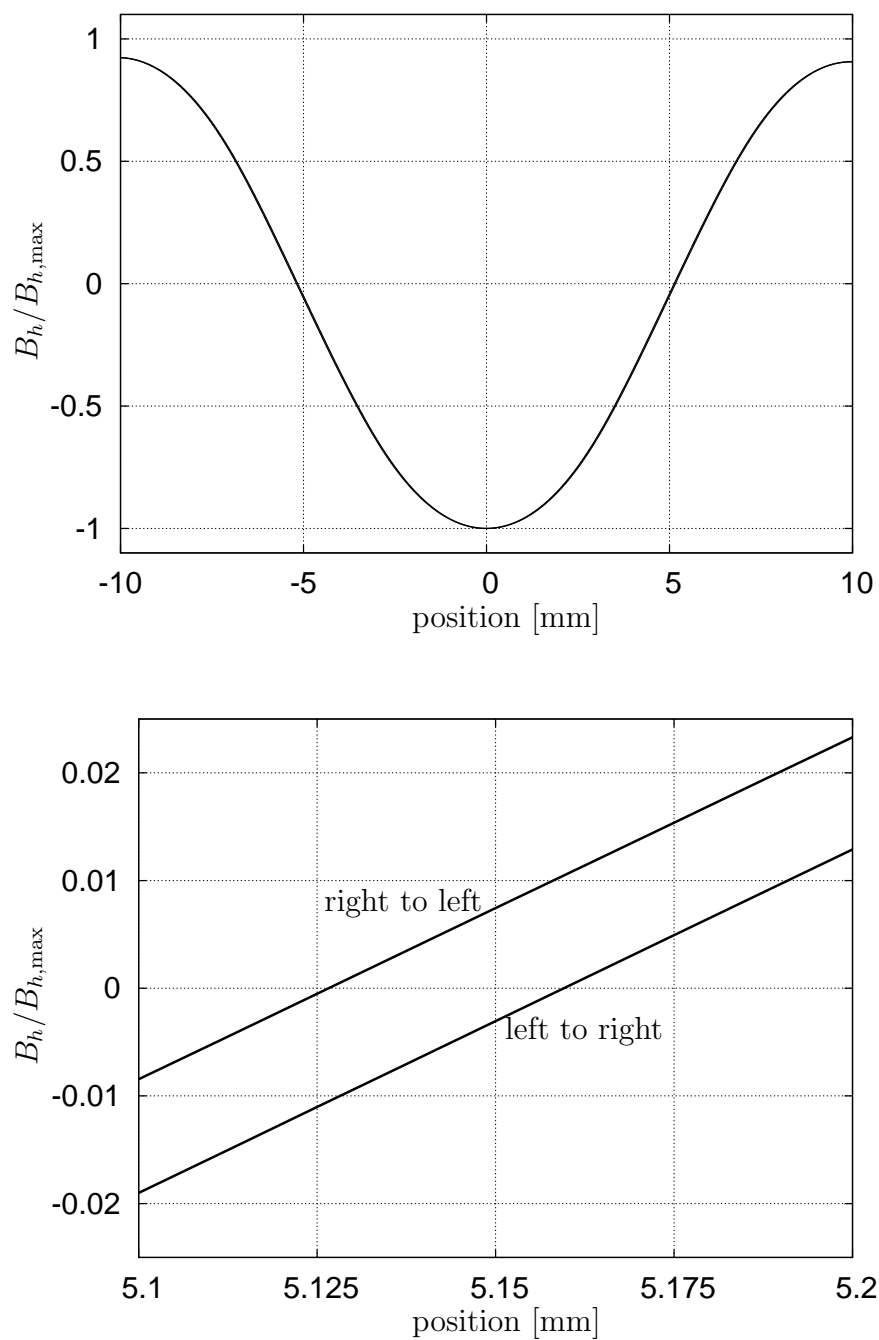 1
0.5
0
-0.5
-1
B_h/B_{h,max}
-10 -5 0 5 10
position [mm]
0.02
0.01
0
-0.01
-0.02
B_h/B_{h,max}
right to left
left to right
5.1 5.125 5.15 5.175 5.2
position [mm]